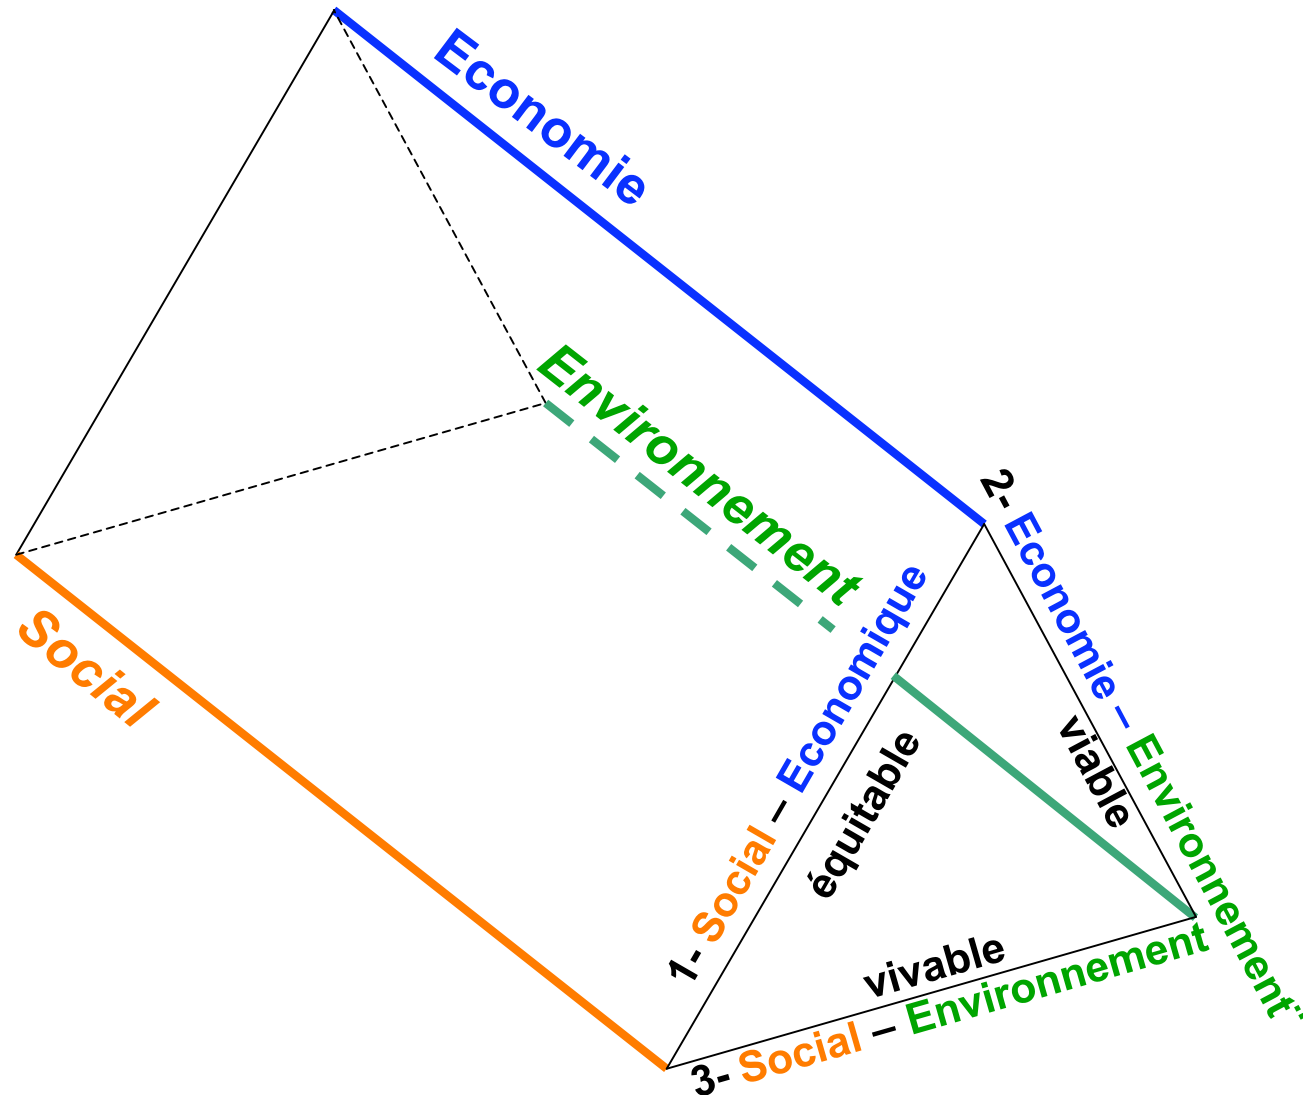 Economie
Environnement
Social
1- Social – Economique
équitable
2- Economie – Environnement
viable
vivable
3- Social – Environnement